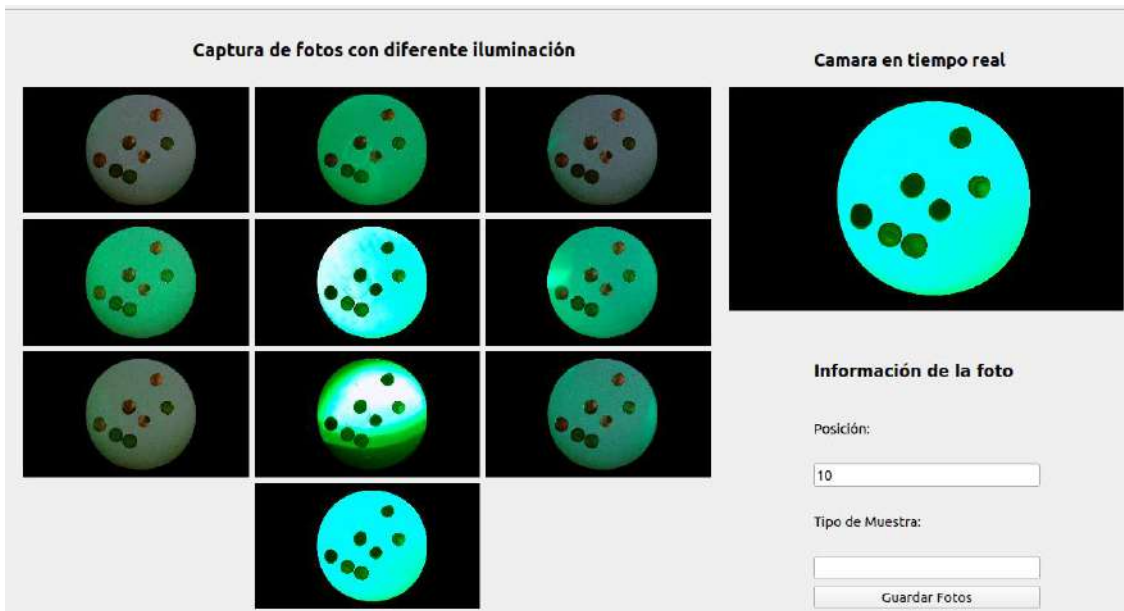 Captura de fotos con diferente iluminación
Camara en tiempo real
Información de la foto
Posición:
10
Tipo de Muestra:
Guardar Fotos